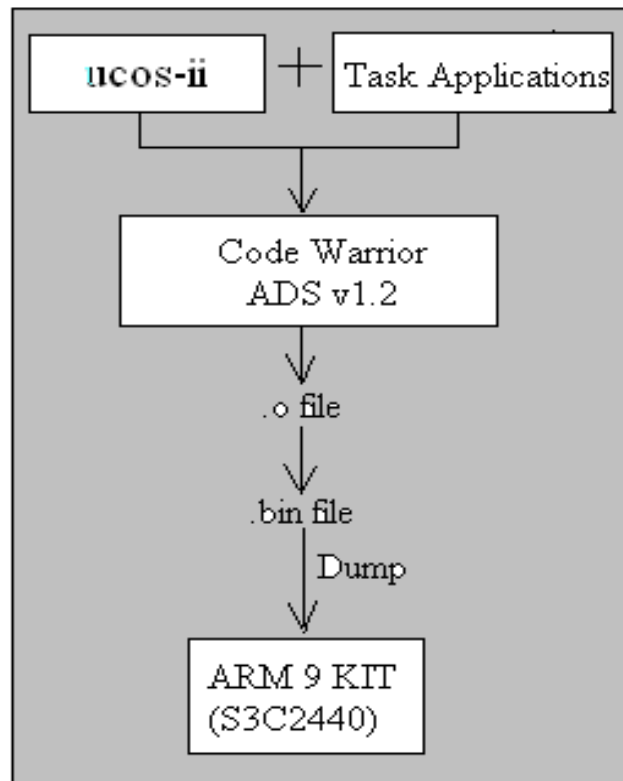 ucos-ii
+
Task Applications
Code Warrior
ADS v1.2
.o file
.bin file
Dump
ARM 9 KIT
(S3C2440)